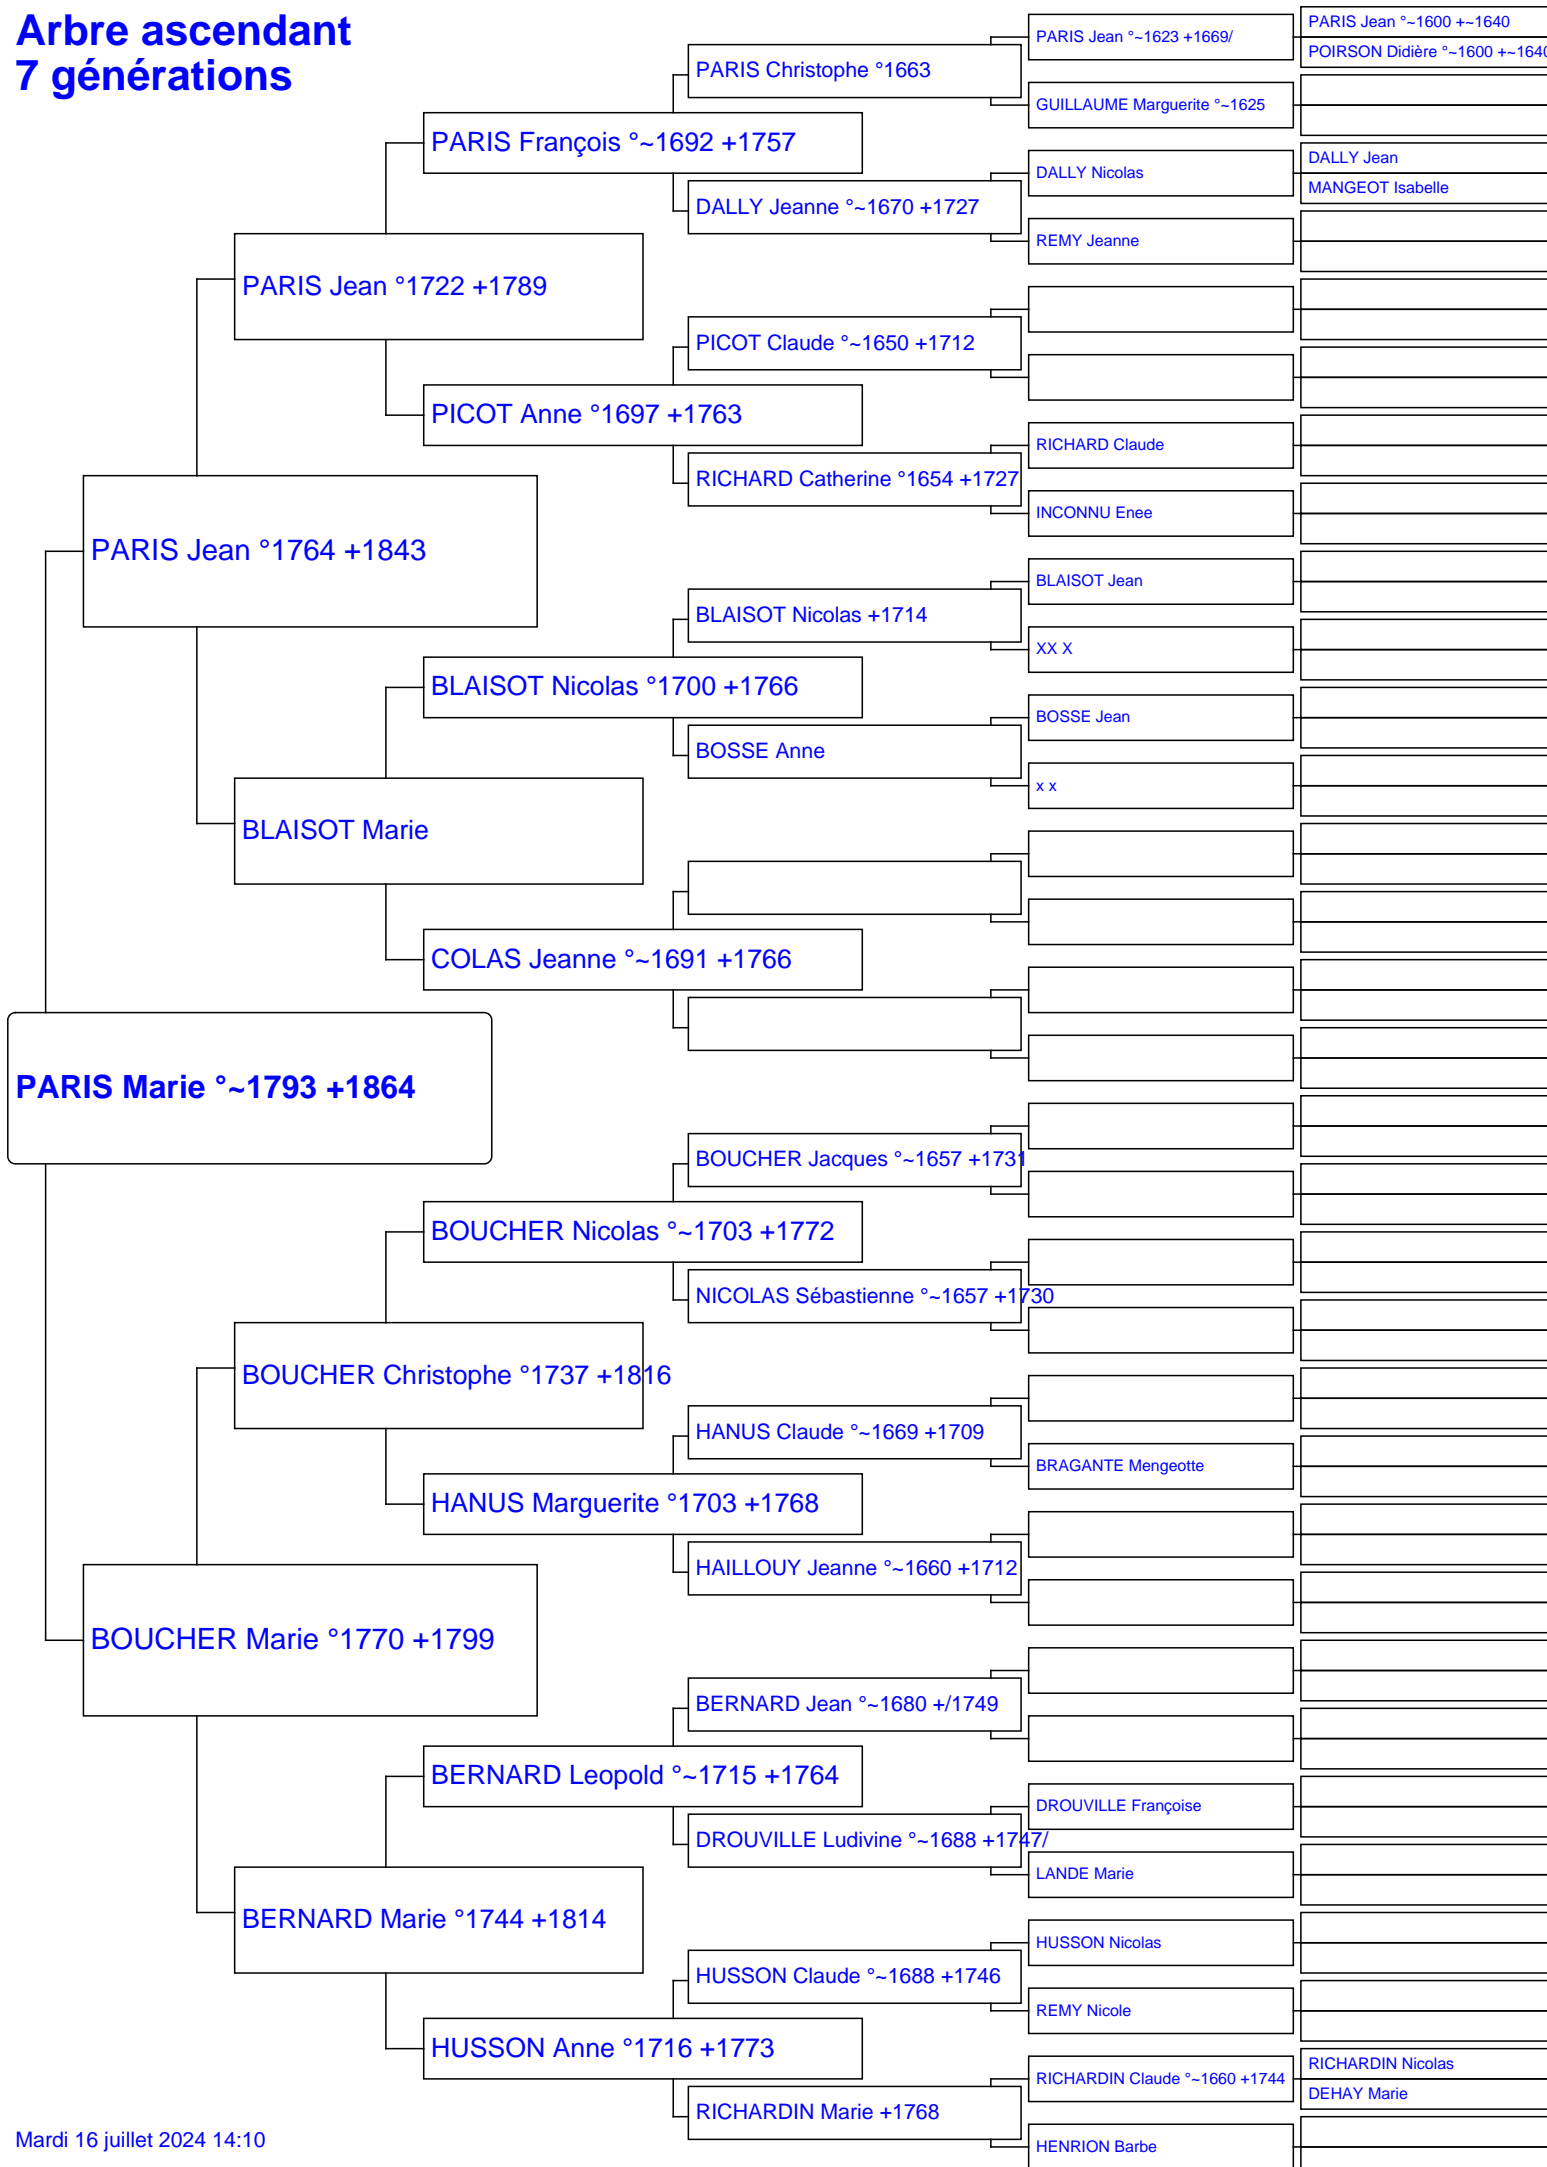 Arbre ascendant
7 générations
PARIS Jean °~1623 +1669/
PARIS Jean °~1600 +~1640
POIRSON Didière °~1600 +~1640
PARIS Christophe °1663
GUILLAUME Marguerite °~1625
PARIS François °~1692 +1757
DALLY Nicolas
DALLY Jean
MANGEOT Isabelle
DALLY Jeanne °~1670 +1727
REMY Jeanne
PARIS Jean °1722 +1789
PICOT Claude °~1650 +1712
PICOT Anne °1697 +1763
RICHARD Claude
RICHARD Catherine °1654 +1727
INCONNU Enee
PARIS Jean °1764 +1843
BLAISOT Jean
BLAISOT Nicolas +1714
XX X
BLAISOT Nicolas °1700 +1766
BOSSE Jean
BOSSE Anne
x x
BLAISOT Marie
COLAS Jeanne °~1691 +1766
PARIS Marie °~1793 +1864
BOUCHER Jacques °~1657 +1731
BOUCHER Nicolas °~1703 +1772
NICOLAS Sébastienne °~1657 +1730
BOUCHER Christophe °1737 +1816
HANUS Claude °~1669 +1709
BRAGANTE Mengeotte
HANUS Marguerite °1703 +1768
HAILLOUY Jeanne °~1660 +1712
BOUCHER Marie °1770 +1799
BERNARD Jean °~1680 +/1749
BERNARD Leopold °~1715 +1764
DROUVILLE Françoise
DROUVILLE Ludivine °~1688 +1747/
LANDE Marie
BERNARD Marie °1744 +1814
HUSSON Nicolas
HUSSON Claude °~1688 +1746
REMY Nicole
HUSSON Anne °1716 +1773
RICHARDIN Claude °~1660 +1744
RICHARDIN Nicolas
DEHAY Marie
RICHARDIN Marie +1768
HENRION Barbe
Mardi 16 juillet 2024 14:10